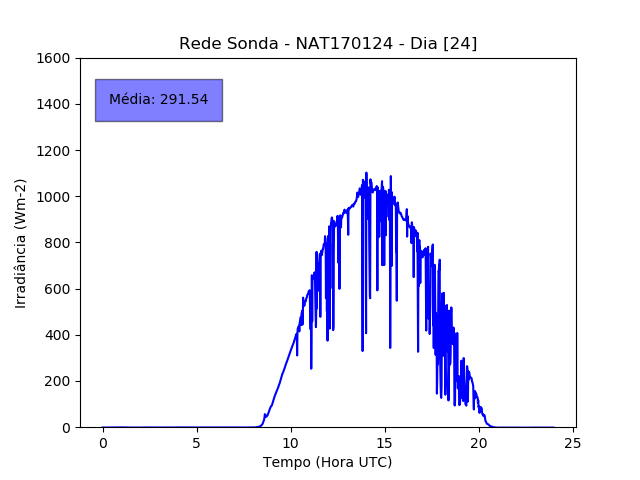 Rede Sonda - NAT170124 - Dia [24]
1600
1400
1200
1000
800
600
400
200
0
Média: 291.54
Irradiância (Wm-2)
0 5 10 15 20 25
Tempo (Hora UTC)